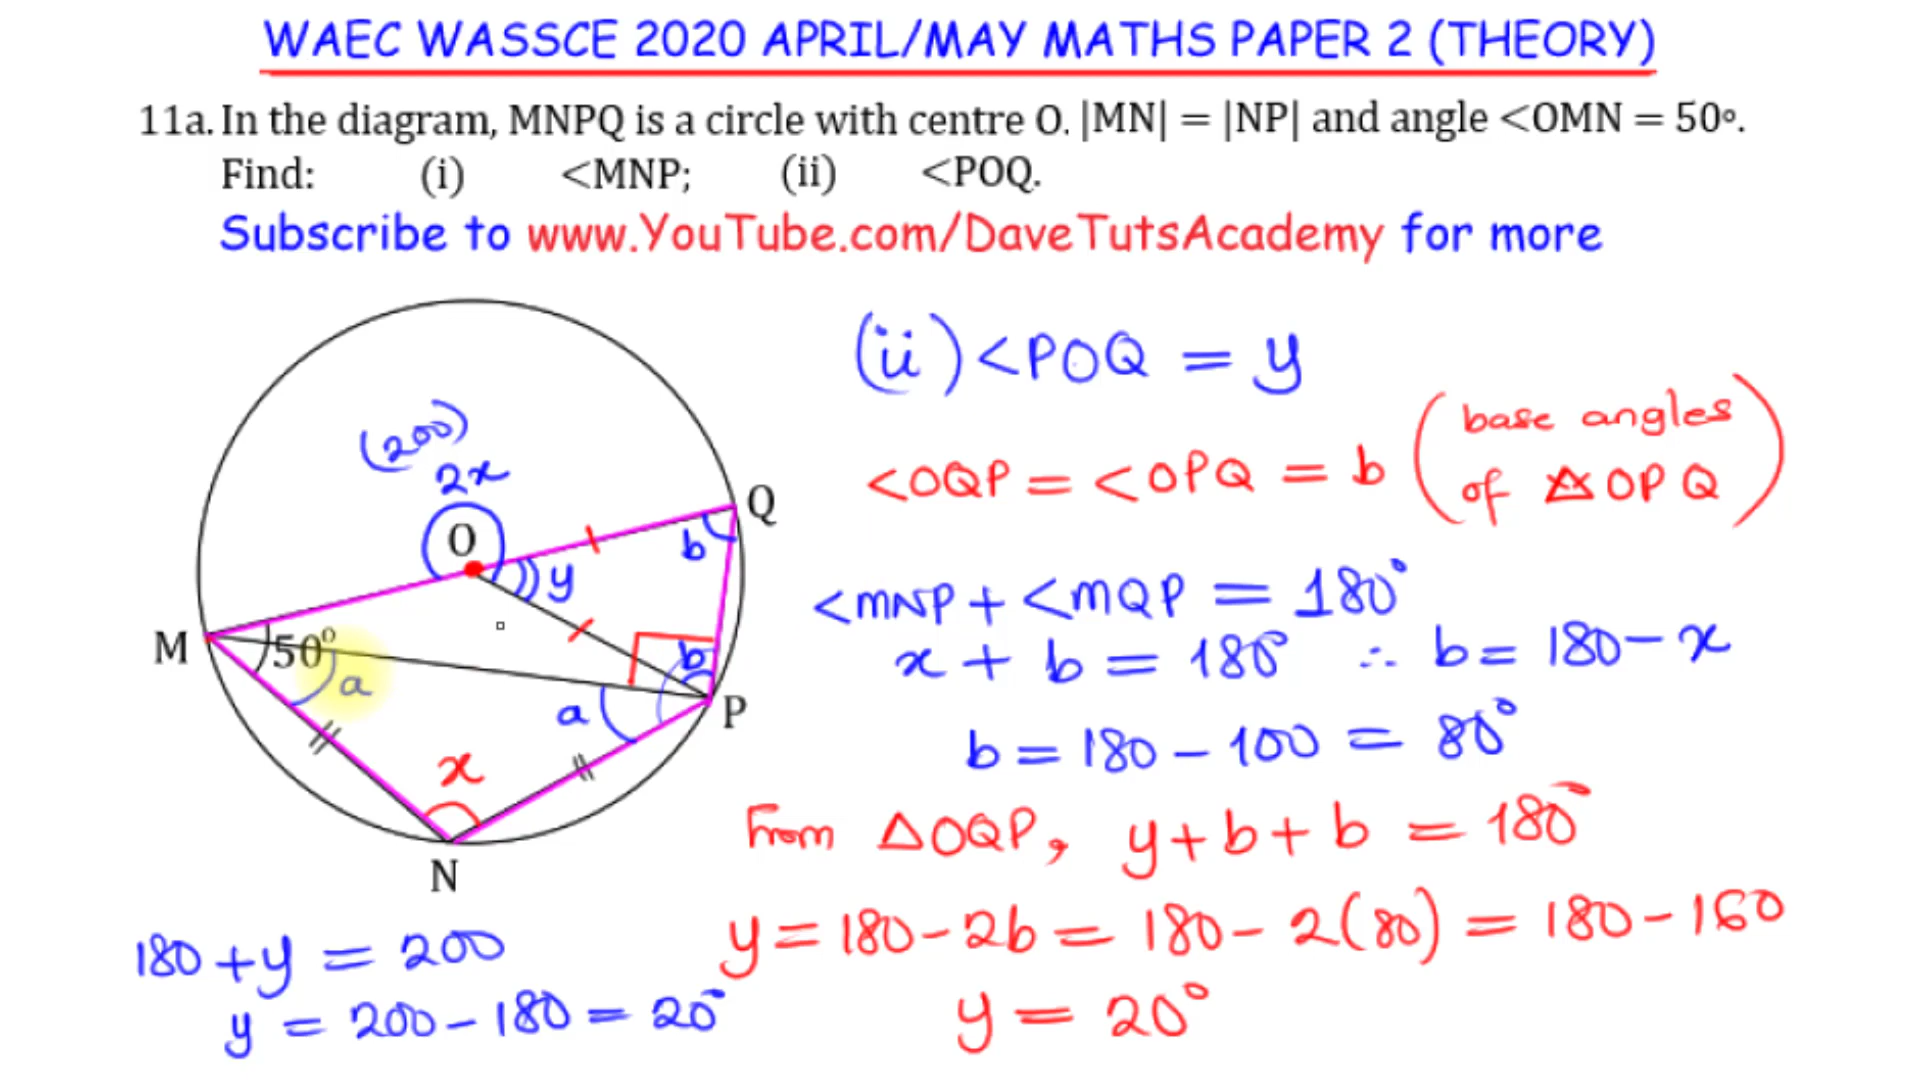 WAEC WASSCE 2020 APRIL/MAY MATHS PAPER 2 (THEORY)
11a. In the diagram, MNPQ is a circle with centre O. |MN| = |NP| and angle <OMN = 50°.
Find: (i) <MNP; (ii) <POQ.
Subscribe to www.YouTube.com/DaveTutsAcademy for more
(200)
2x
O
Q
b
y
M
50°
a
b
a
P
x
N
180 + y = 200
y = 200 - 180 = 20°
(ii) <POQ = y
<OQP = <OPQ = b (base angles of △OPQ)
<MNP + <MQP = 180°
x + b = 180° ∴ b = 180 - x
b = 180 - 100 = 80°
From △OQP, y + b + b = 180°
y = 180 - 2b = 180 - 2(80) = 180 - 160
y = 20°